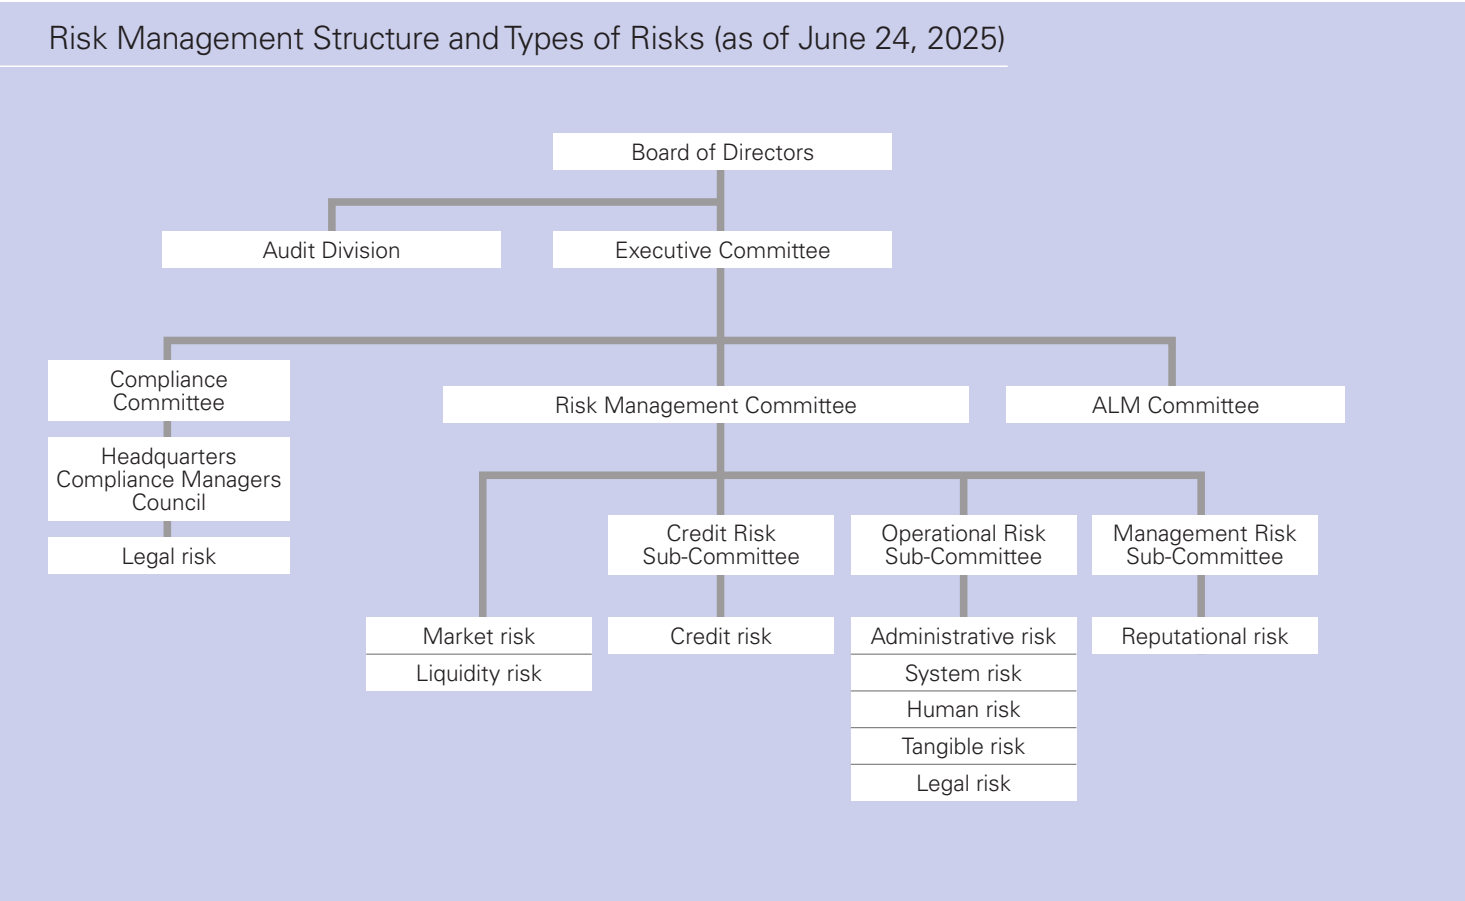 Risk Management Structure and Types of Risks (as of June 24, 2025)
Board of Directors
Audit Division
Executive Committee
Compliance
Committee
Risk Management Committee
ALM Committee
Headquarters
Compliance Managers
Council
Legal risk
Credit Risk
Sub-Committee
Operational Risk
Sub-Committee
Management Risk
Sub-Committee
Market risk
Liquidity risk
Credit risk
Administrative risk
System risk
Human risk
Tangible risk
Legal risk
Reputational risk